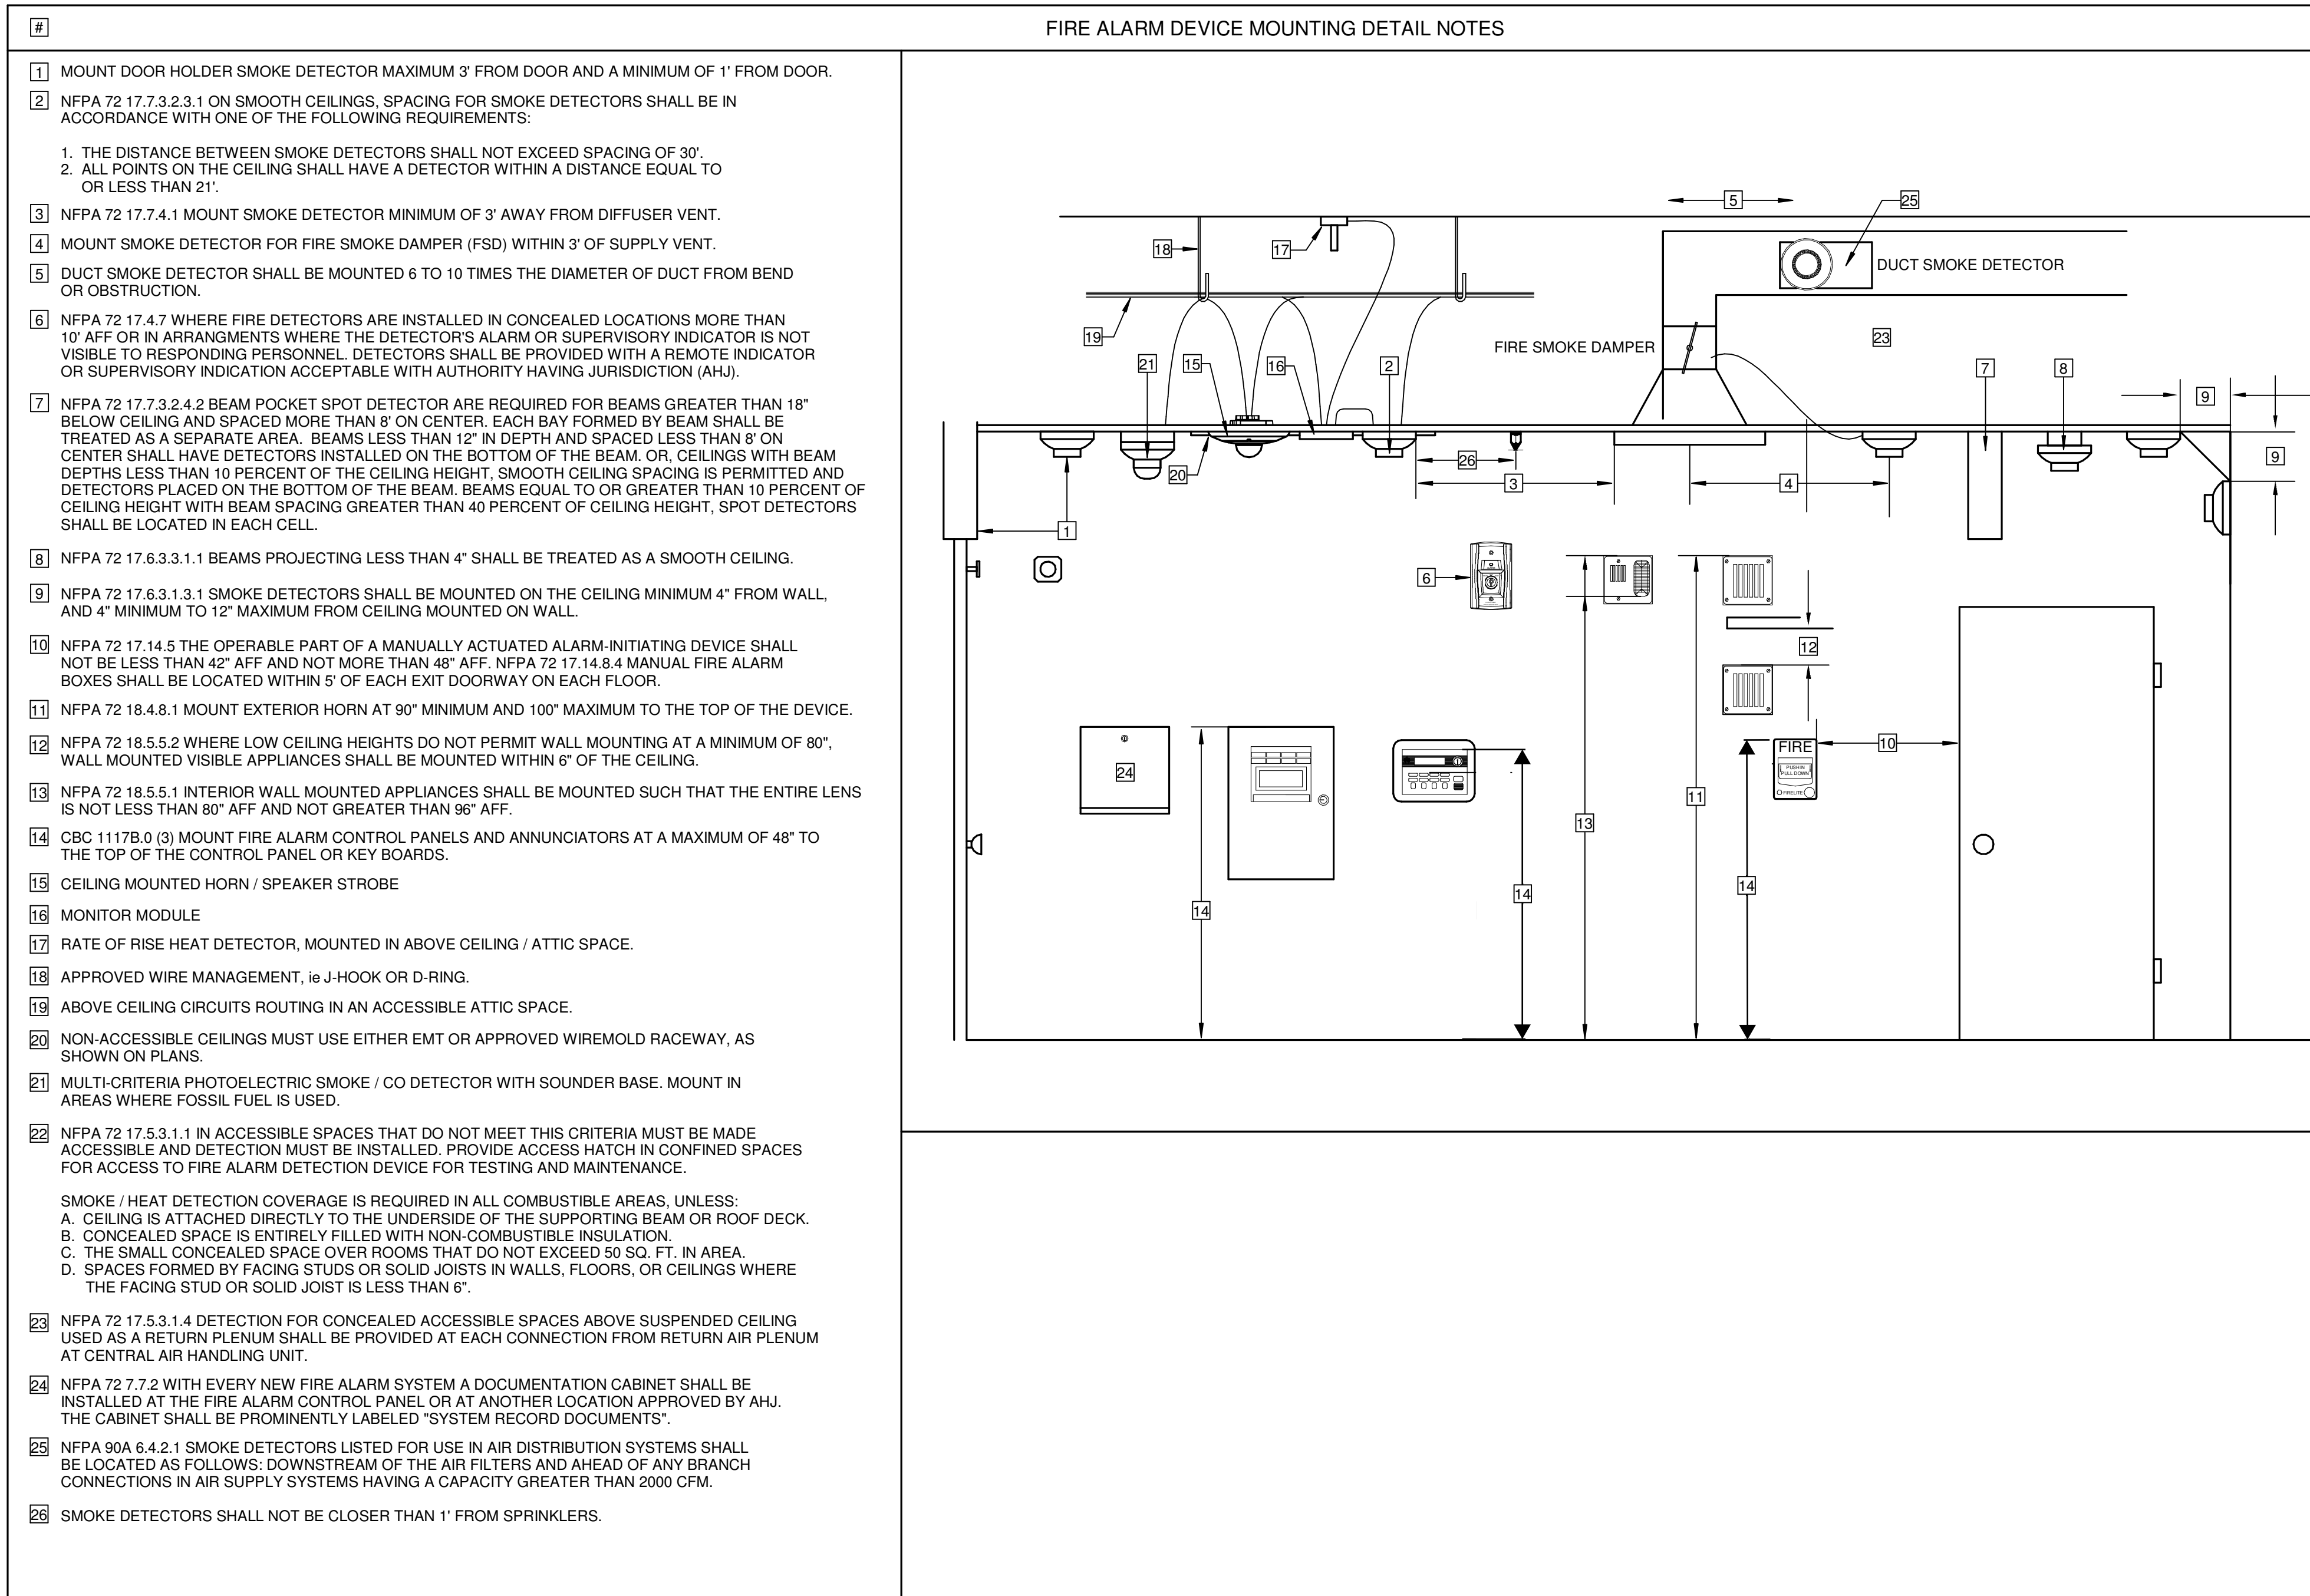 #
FIRE ALARM DEVICE MOUNTING DETAIL NOTES
1 MOUNT DOOR HOLDER SMOKE DETECTOR MAXIMUM 3' FROM DOOR AND A MINIMUM OF 1' FROM DOOR.
2 NFPA 72 17.7.3.2.3.1 ON SMOOTH CEILINGS, SPACING FOR SMOKE DETECTORS SHALL BE IN
ACCORDANCE WITH ONE OF THE FOLLOWING REQUIREMENTS:
1. THE DISTANCE BETWEEN SMOKE DETECTORS SHALL NOT EXCEED SPACING OF 30'.
2. ALL POINTS ON THE CEILING SHALL HAVE A DETECTOR WITHIN A DISTANCE EQUAL TO
OR LESS THAN 21'.
3 NFPA 72 17.7.4.1 MOUNT SMOKE DETECTOR MINIMUM OF 3' AWAY FROM DIFFUSER VENT.
4 MOUNT SMOKE DETECTOR FOR FIRE SMOKE DAMPER (FSD) WITHIN 3' OF SUPPLY VENT.
5 DUCT SMOKE DETECTOR SHALL BE MOUNTED 6 TO 10 TIMES THE DIAMETER OF DUCT FROM BEND
OR OBSTRUCTION.
6 NFPA 72 17.4.7 WHERE FIRE DETECTORS ARE INSTALLED IN CONCEALED LOCATIONS MORE THAN
10' AFF OR IN ARRANGMENTS WHERE THE DETECTOR'S ALARM OR SUPERVISORY INDICATOR IS NOT
VISIBLE TO RESPONDING PERSONNEL. DETECTORS SHALL BE PROVIDED WITH A REMOTE INDICATOR
OR SUPERVISORY INDICATION ACCEPTABLE WITH AUTHORITY HAVING JURISDICTION (AHJ).
7 NFPA 72 17.7.3.2.4.2 BEAM POCKET SPOT DETECTOR ARE REQUIRED FOR BEAMS GREATER THAN 18"
BELOW CEILING AND SPACED MORE THAN 8' ON CENTER. EACH BAY FORMED BY BEAM SHALL BE
TREATED AS A SEPARATE AREA. BEAMS LESS THAN 12" IN DEPTH AND SPACED LESS THAN 8' ON
CENTER SHALL HAVE DETECTORS INSTALLED ON THE BOTTOM OF THE BEAM. OR, CEILINGS WITH BEAM
DEPTHS LESS THAN 10 PERCENT OF THE CEILING HEIGHT, SMOOTH CEILING SPACING IS PERMITTED AND
DETECTORS PLACED ON THE BOTTOM OF THE BEAM. BEAMS EQUAL TO OR GREATER THAN 10 PERCENT OF
CEILING HEIGHT WITH BEAM SPACING GREATER THAN 40 PERCENT OF CEILING HEIGHT, SPOT DETECTORS
SHALL BE LOCATED IN EACH CELL.
8 NFPA 72 17.6.3.3.1.1 BEAMS PROJECTING LESS THAN 4" SHALL BE TREATED AS A SMOOTH CEILING.
9 NFPA 72 17.6.3.1.3.1 SMOKE DETECTORS SHALL BE MOUNTED ON THE CEILING MINIMUM 4" FROM WALL,
AND 4" MINIMUM TO 12" MAXIMUM FROM CEILING MOUNTED ON WALL.
10 NFPA 72 17.14.5 THE OPERABLE PART OF A MANUALLY ACTUATED ALARM-INITIATING DEVICE SHALL
NOT BE LESS THAN 42" AFF AND NOT MORE THAN 48" AFF. NFPA 72 17.14.8.4 MANUAL FIRE ALARM
BOXES SHALL BE LOCATED WITHIN 5' OF EACH EXIT DOORWAY ON EACH FLOOR.
11 NFPA 72 18.4.8.1 MOUNT EXTERIOR HORN AT 90" MINIMUM AND 100" MAXIMUM TO THE TOP OF THE DEVICE.
12 NFPA 72 18.5.5.2 WHERE LOW CEILING HEIGHTS DO NOT PERMIT WALL MOUNTING AT A MINIMUM OF 80",
WALL MOUNTED VISIBLE APPLIANCES SHALL BE MOUNTED WITHIN 6" OF THE CEILING.
13 NFPA 72 18.5.5.1 INTERIOR WALL MOUNTED APPLIANCES SHALL BE MOUNTED SUCH THAT THE ENTIRE LENS
IS NOT LESS THAN 80" AFF AND NOT GREATER THAN 96" AFF.
14 CBC 1117B.0 (3) MOUNT FIRE ALARM CONTROL PANELS AND ANNUNCIATORS AT A MAXIMUM OF 48" TO
THE TOP OF THE CONTROL PANEL OR KEY BOARDS.
15 CEILING MOUNTED HORN / SPEAKER STROBE
16 MONITOR MODULE
17 RATE OF RISE HEAT DETECTOR, MOUNTED IN ABOVE CEILING / ATTIC SPACE.
18 APPROVED WIRE MANAGEMENT, ie J-HOOK OR D-RING.
19 ABOVE CEILING CIRCUITS ROUTING IN AN ACCESSIBLE ATTIC SPACE.
20 NON-ACCESSIBLE CEILINGS MUST USE EITHER EMT OR APPROVED WIREMOLD RACEWAY, AS
SHOWN ON PLANS.
21 MULTI-CRITERIA PHOTOELECTRIC SMOKE / CO DETECTOR WITH SOUNDER BASE. MOUNT IN
AREAS WHERE FOSSIL FUEL IS USED.
22 NFPA 72 17.5.3.1.1 IN ACCESSIBLE SPACES THAT DO NOT MEET THIS CRITERIA MUST BE MADE
ACCESSIBLE AND DETECTION MUST BE INSTALLED. PROVIDE ACCESS HATCH IN CONFINED SPACES
FOR ACCESS TO FIRE ALARM DETECTION DEVICE FOR TESTING AND MAINTENANCE.
SMOKE / HEAT DETECTION COVERAGE IS REQUIRED IN ALL COMBUSTIBLE AREAS, UNLESS:
A. CEILING IS ATTACHED DIRECTLY TO THE UNDERSIDE OF THE SUPPORTING BEAM OR ROOF DECK.
B. CONCEALED SPACE IS ENTIRELY FILLED WITH NON-COMBUSTIBLE INSULATION.
C. THE SMALL CONCEALED SPACE OVER ROOMS THAT DO NOT EXCEED 50 SQ. FT. IN AREA.
D. SPACES FORMED BY FACING STUDS OR SOLID JOISTS IN WALLS, FLOORS, OR CEILINGS WHERE
THE FACING STUD OR SOLID JOIST IS LESS THAN 6".
23 NFPA 72 17.5.3.1.4 DETECTION FOR CONCEALED ACCESSIBLE SPACES ABOVE SUSPENDED CEILING
USED AS A RETURN PLENUM SHALL BE PROVIDED AT EACH CONNECTION FROM RETURN AIR PLENUM
AT CENTRAL AIR HANDLING UNIT.
24 NFPA 72 7.7.2 WITH EVERY NEW FIRE ALARM SYSTEM A DOCUMENTATION CABINET SHALL BE
INSTALLED AT THE FIRE ALARM CONTROL PANEL OR AT ANOTHER LOCATION APPROVED BY AHJ.
THE CABINET SHALL BE PROMINENTLY LABELED "SYSTEM RECORD DOCUMENTS".
25 NFPA 90A 6.4.2.1 SMOKE DETECTORS LISTED FOR USE IN AIR DISTRIBUTION SYSTEMS SHALL
BE LOCATED AS FOLLOWS: DOWNSTREAM OF THE AIR FILTERS AND AHEAD OF ANY BRANCH
CONNECTIONS IN AIR SUPPLY SYSTEMS HAVING A CAPACITY GREATER THAN 2000 CFM.
26 SMOKE DETECTORS SHALL NOT BE CLOSER THAN 1' FROM SPRINKLERS.
5
25
18
17
DUCT SMOKE DETECTOR
19
FIRE SMOKE DAMPER
23
21
15
16
2
7
8
9
9
20
26
3
4
1
6
12
24
FIRE
PUSH IN
PULL DOWN
FIRELITE
10
11
13
14
14
14